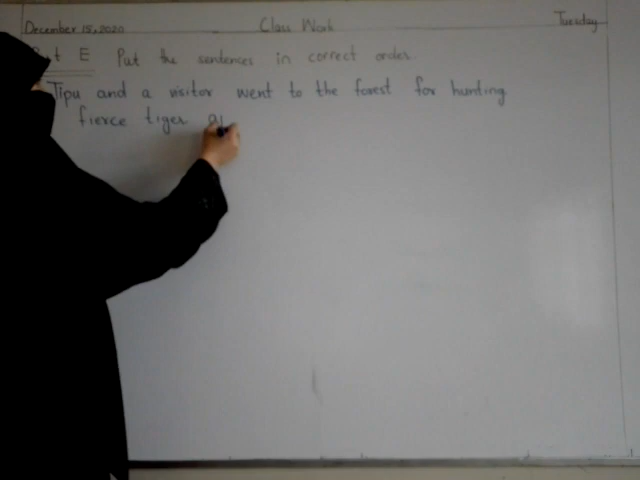 December 15, 2020 Class Work Tuesday
E Put the sentences in correct order.
Tipu and a visitor went to the forest for hunting
fierce tiger